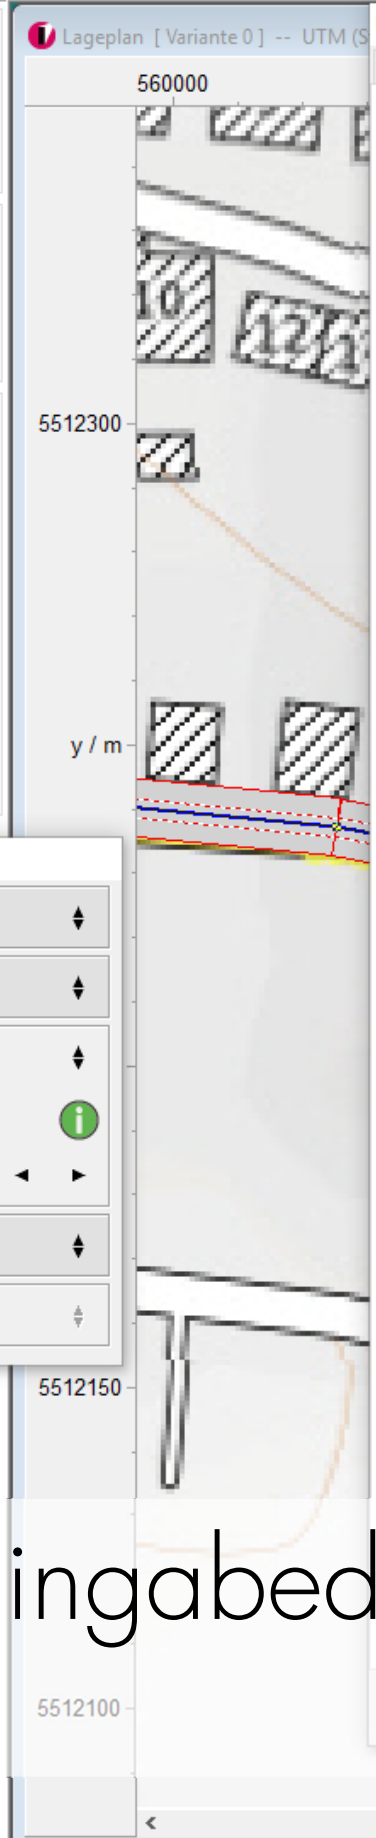 Lageplan [ Variante 0 ] -- UTM (S
560000
10
12
5512300
y / m
5512150
ingabed
5512100